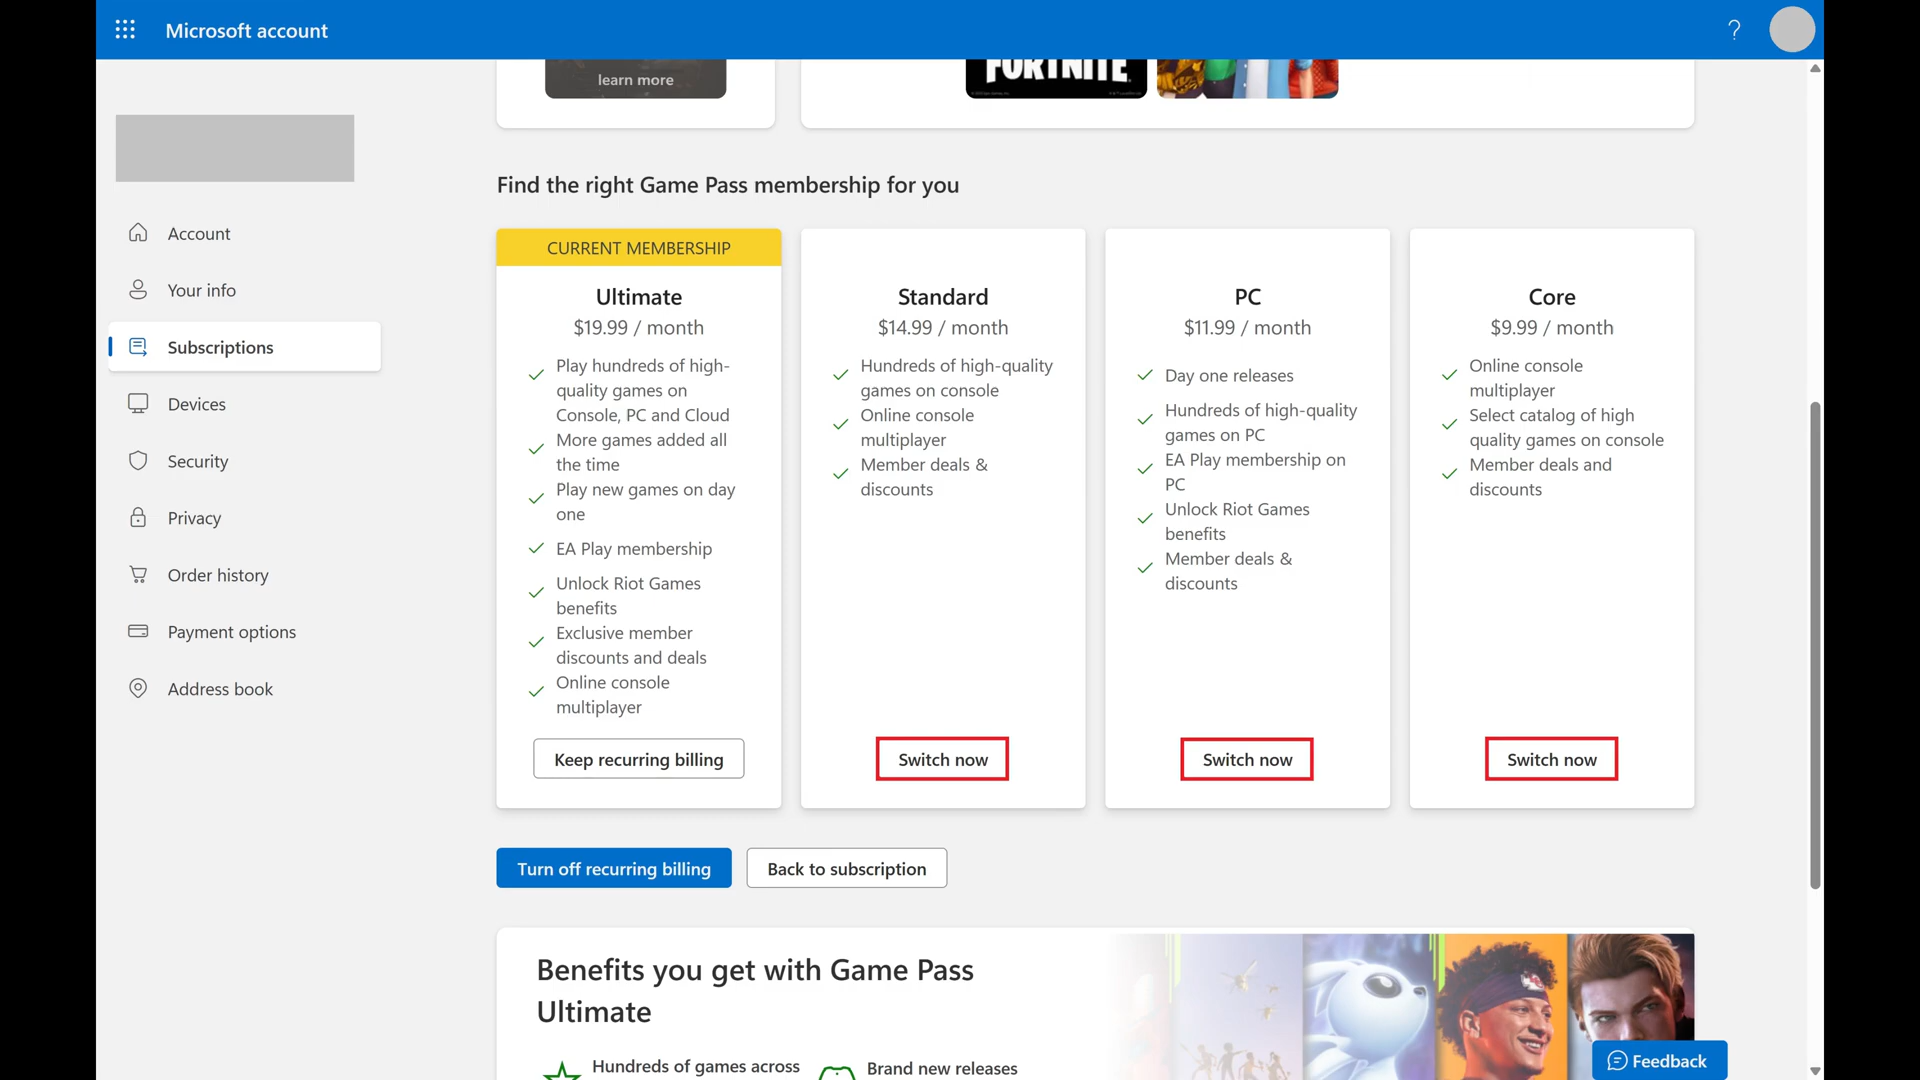 Microsoft account
?
learn more
FORTNITE
Find the right Game Pass membership for you
Account
Your info
Subscriptions
Devices
Security
Privacy
Order history
Payment options
Address book
CURRENT MEMBERSHIP
Ultimate
$19.99 / month
Play hundreds of high-
quality games on
Console, PC and Cloud
More games added all
the time
Play new games on day
one
EA Play membership
Unlock Riot Games
benefits
Exclusive member
discounts and deals
Online console
multiplayer
Keep recurring billing
Standard
$14.99 / month
Hundreds of high-quality
games on console
Online console
multiplayer
Member deals &
discounts
Switch now
PC
$11.99 / month
Day one releases
Hundreds of high-quality
games on PC
EA Play membership on
PC
Unlock Riot Games
benefits
Member deals &
discounts
Switch now
Core
$9.99 / month
Online console
multiplayer
Select catalog of high
quality games on console
Member deals and
discounts
Switch now
Turn off recurring billing
Back to subscription
Benefits you get with Game Pass
Ultimate
Hundreds of games across
Brand new releases
Feedback